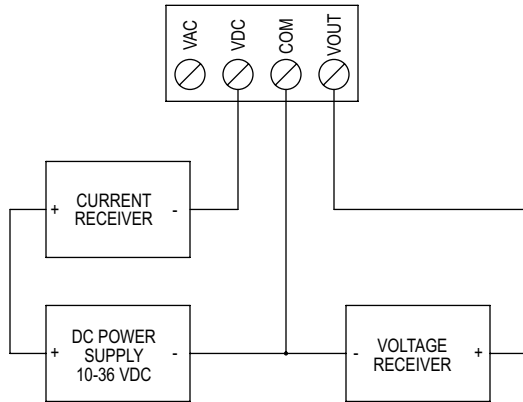 VAC
VDC
COM
VOUT
+
CURRENT
RECEIVER
-
+
DC POWER
SUPPLY
10-36 VDC
-
-
VOLTAGE
RECEIVER
+